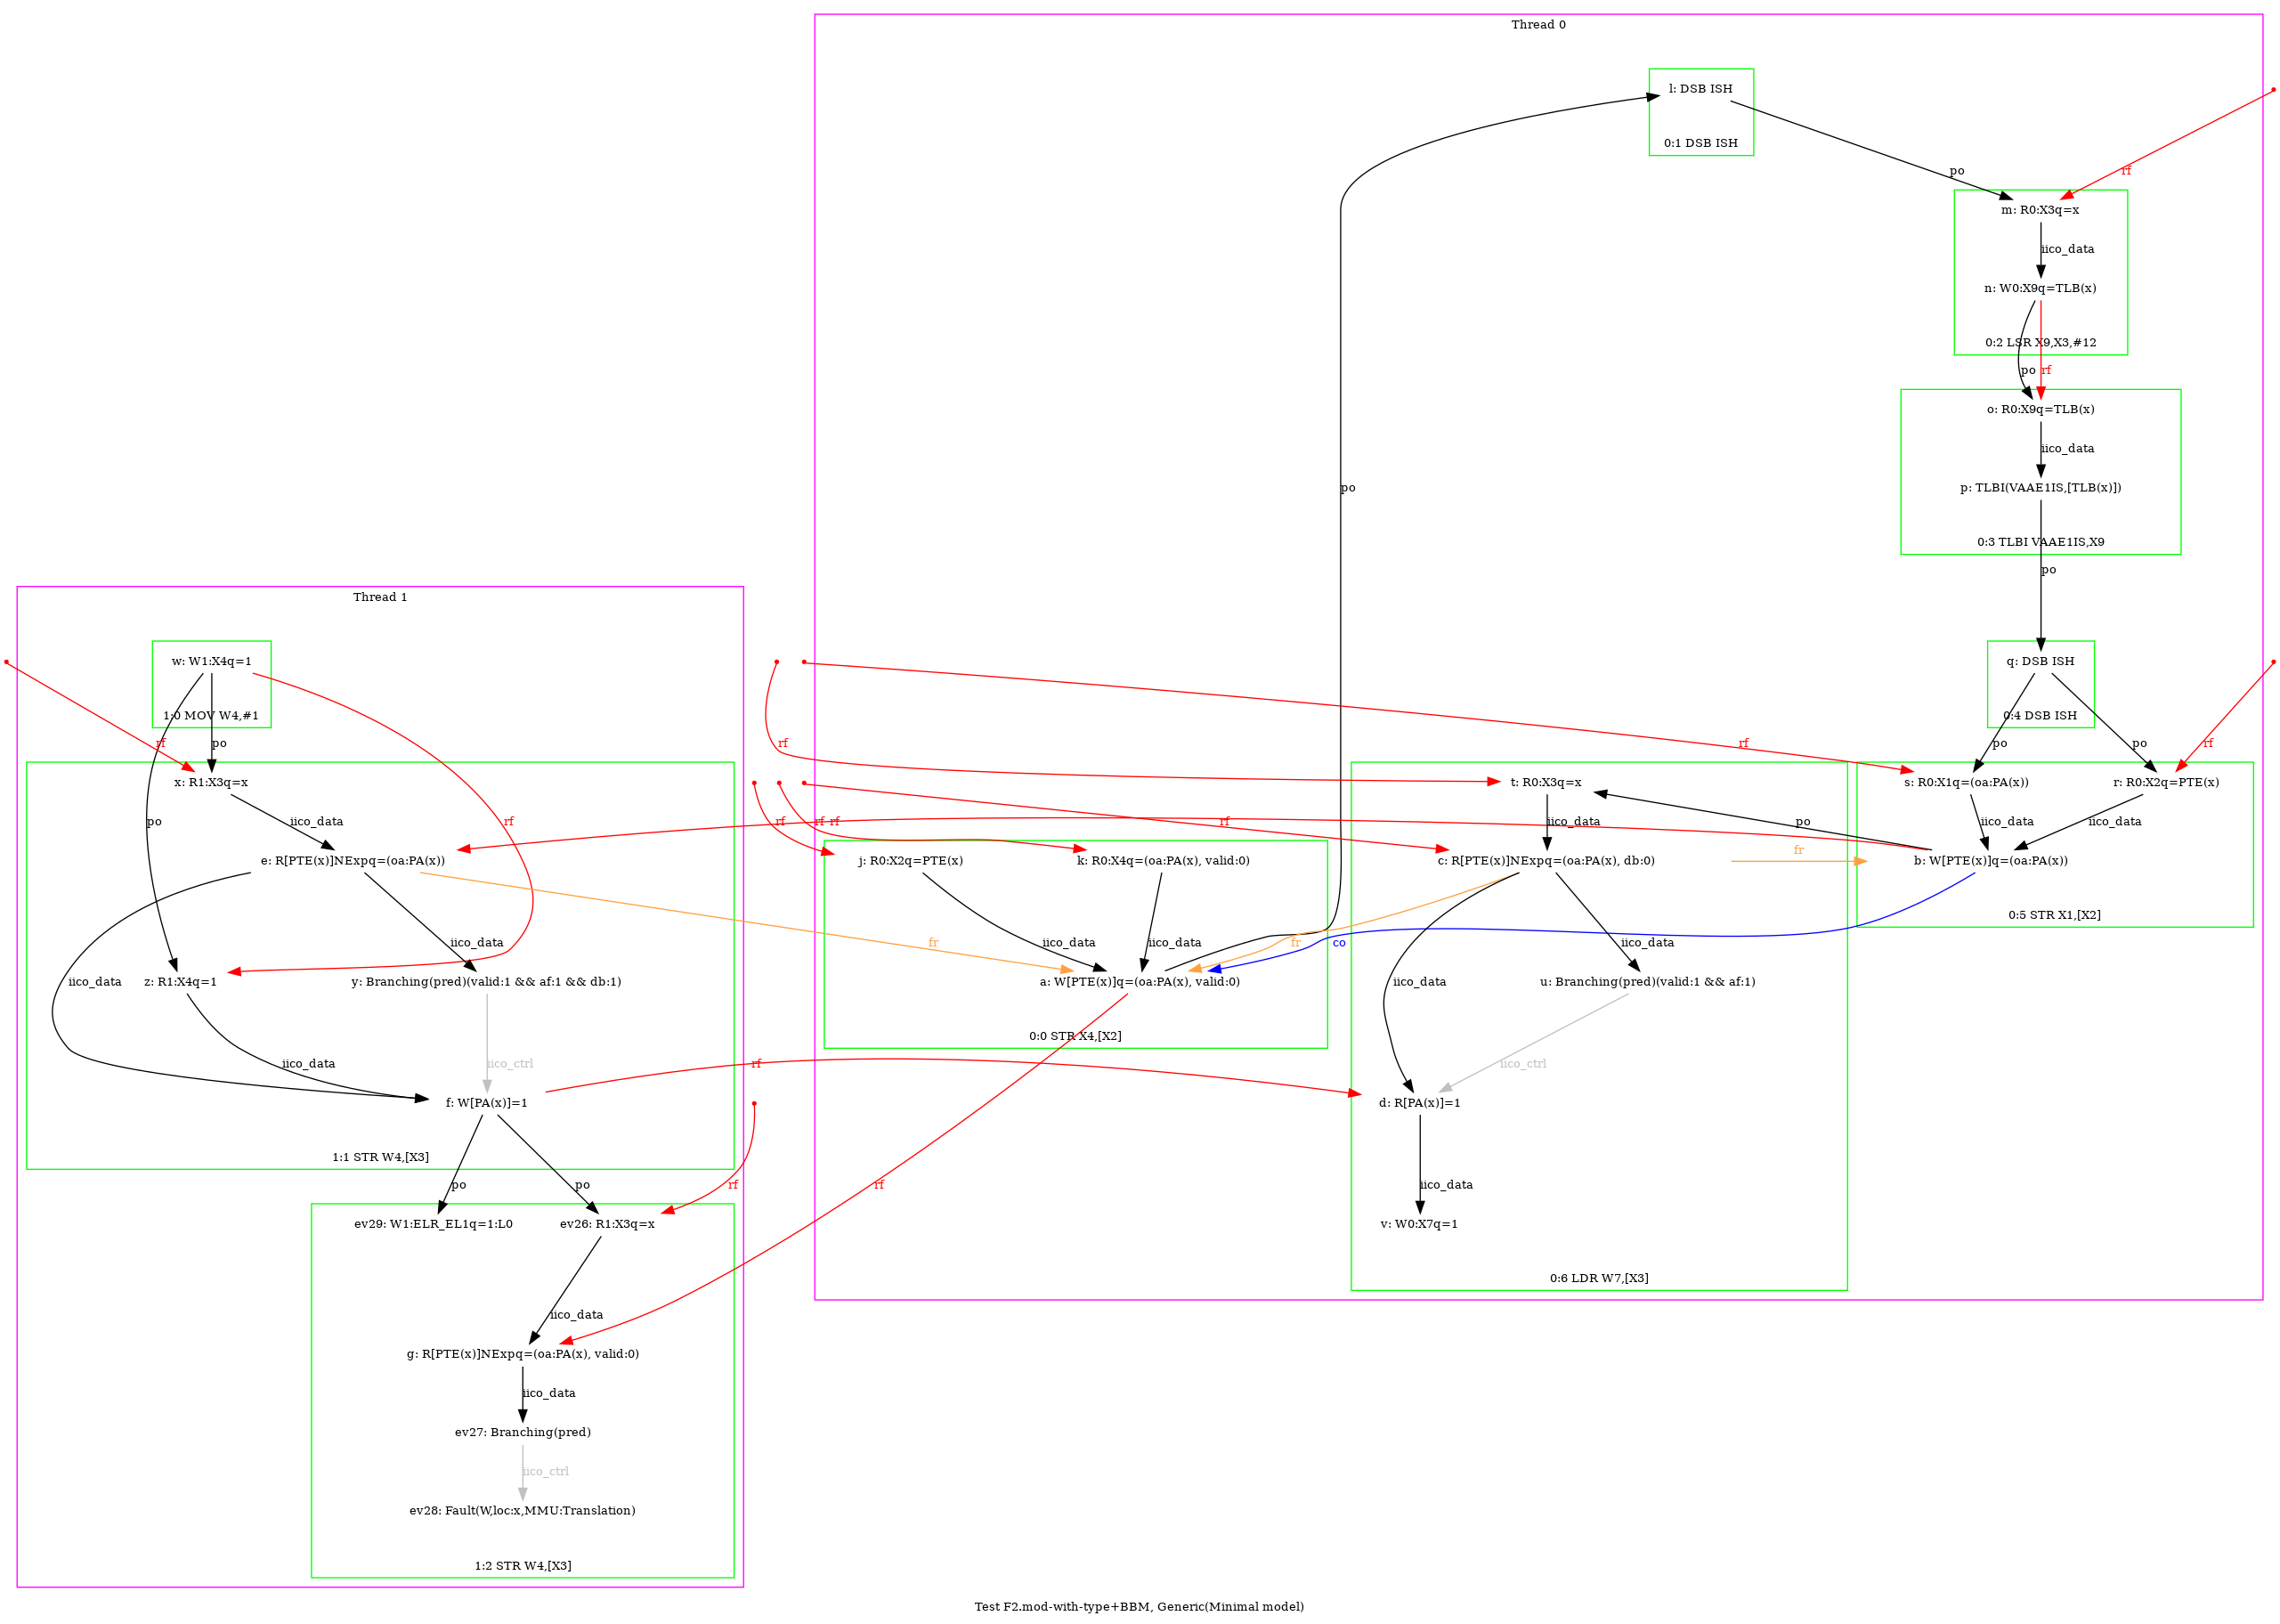 Thread 0
l: DSB ISH
0:1 DSB ISH
po
rf
m: R0:X3q=x
iico_data
n: W0:X9q=TLB(x)
0:2 LSR X9,X3,#12
po
rf
o: R0:X9q=TLB(x)
iico_data
p: TLBI(VAAE1IS,[TLB(x)])
0:3 TLBI VAAE1IS,X9
po
po
q: DSB ISH
0:4 DSB ISH
po
po
rf
rf
rf
s: R0:X1q=(oa:PA(x))
r: R0:X2q=PTE(x)
iico_data
iico_data
b: W[PTE(x)]q=(oa:PA(x))
0:5 STR X1,[X2]
po
t: R0:X3q=x
iico_data
rf
rf
rf
rf
c: R[PTE(x)]NExpq=(oa:PA(x), db:0)
fr
j: R0:X2q=PTE(x)
k: R0:X4q=(oa:PA(x), valid:0)
iico_data
iico_data
fr
co
a: W[PTE(x)]q=(oa:PA(x), valid:0)
0:0 STR X4,[X2]
iico_data
iico_data
u: Branching(pred)(valid:1 && af:1)
iico_ctrl
d: R[PA(x)]=1
iico_data
v: W0:X7q=1
0:6 LDR W7,[X3]
Thread 1
w: W1:X4q=1
1:0 MOV W4,#1
rf
po
po
rf
x: R1:X3q=x
iico_data
e: R[PTE(x)]NExpq=(oa:PA(x))
fr
iico_data
iico_data
z: R1:X4q=1
y: Branching(pred)(valid:1 && af:1 && db:1)
iico_data
iico_ctrl
rf
f: W[PA(x)]=1
1:1 STR W4,[X3]
po
po
rf
rf
ev29: W1:ELR_EL1q=1:L0
ev26: R1:X3q=x
iico_data
g: R[PTE(x)]NExpq=(oa:PA(x), valid:0)
iico_data
ev27: Branching(pred)
iico_ctrl
ev28: Fault(W,loc:x,MMU:Translation)
1:2 STR W4,[X3]
Test F2.mod-with-type+BBM, Generic(Minimal model)